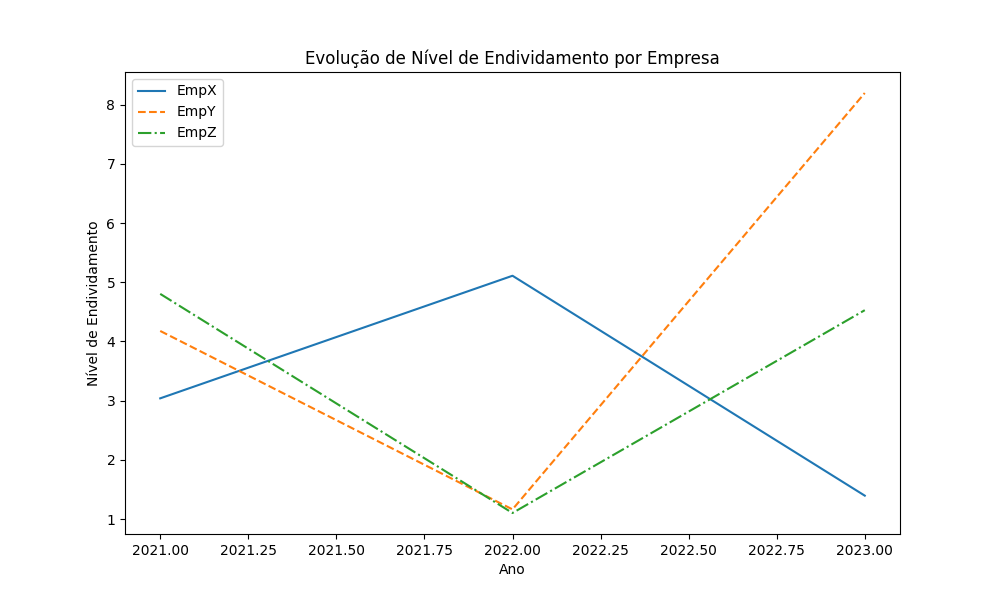 Evolução de Nível de Endividamento por Empresa
EmpX
EmpY
EmpZ
Nível de Endividamento
8
7
6
5
4
3
2
1
2021.00 2021.25 2021.50 2021.75 2022.00 2022.25 2022.50 2022.75 2023.00
Ano